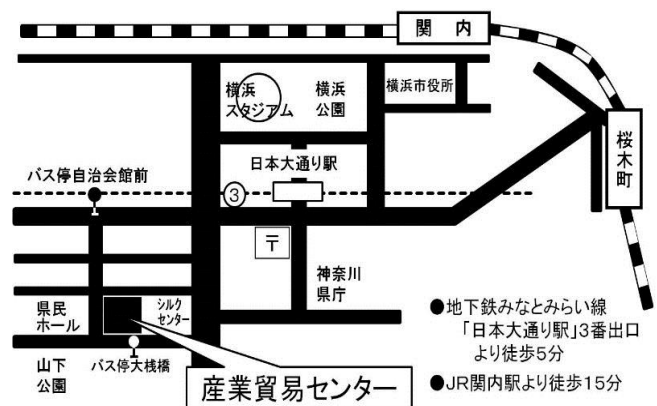 関内
横浜
スタジアム
横浜
公園
横浜市役所
桜木町
日本大通り駅
バス停自治会館前
③
〒
神奈川
県庁
県民
ホール
シルク
センター
山下
公園
バス停大桟橋
産業貿易センター
●地下鉄みなとみらい線
「日本大通り駅」3番出口
より徒歩5分
●JR関内駅より徒歩15分